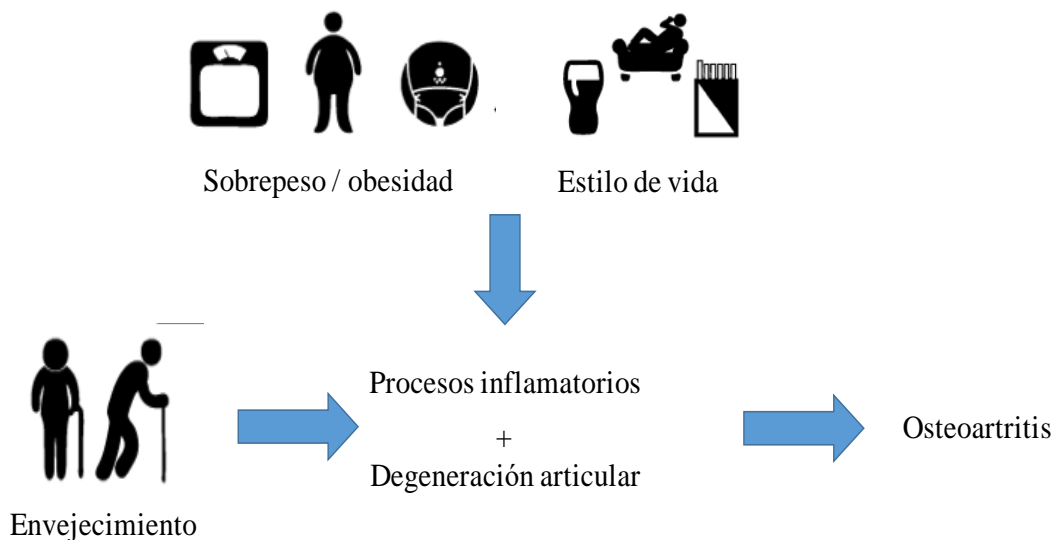 Sobrepeso / obesidad
Estilo de vida
Procesos inflamatorios
+
Degeneración articular
Osteoartritis
Envejecimiento